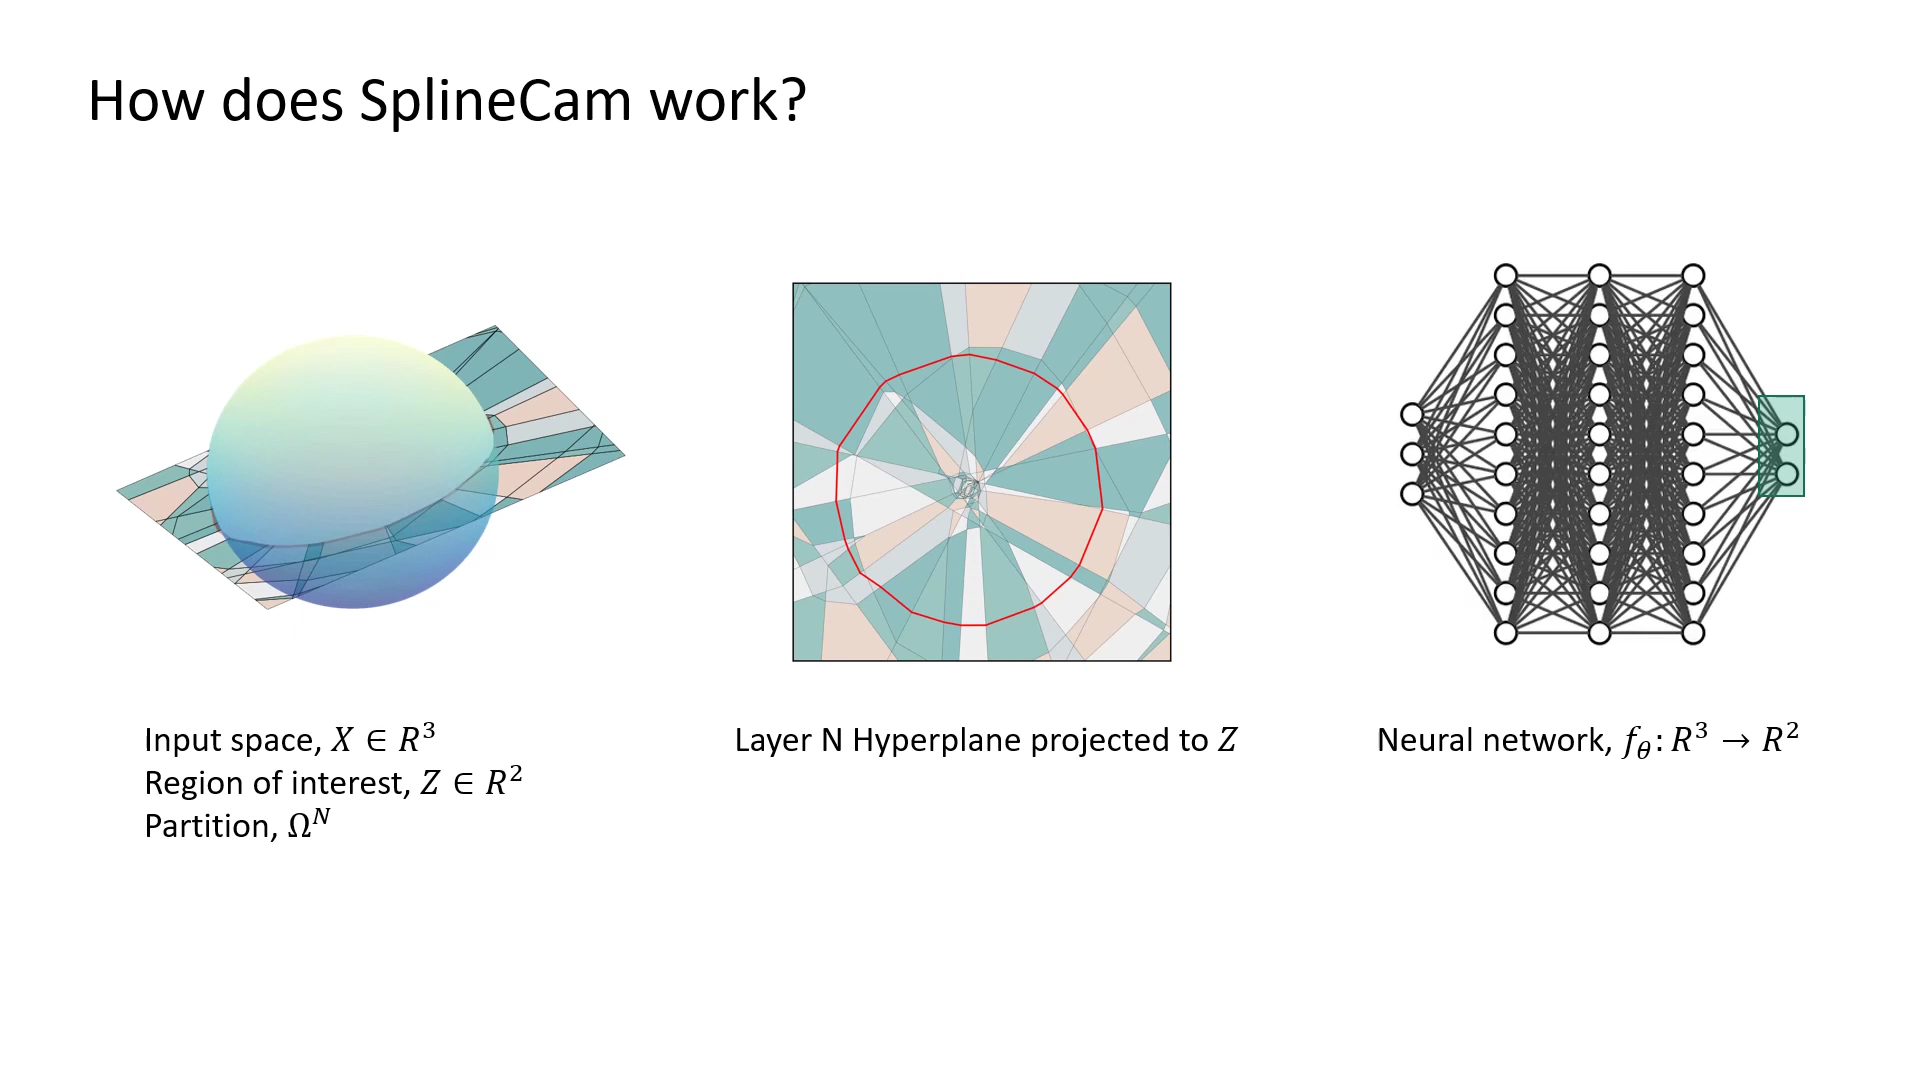 How does SplineCam work?
Input space, X ∈ R³
Region of interest, Z ∈ R²
Partition, Ωᴺ
Layer N Hyperplane projected to Z
Neural network, f_θ: R³ → R²